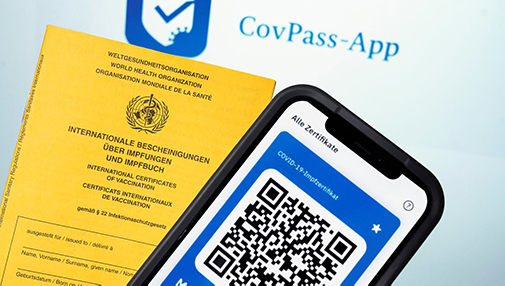 CovPass-App
WELTGESUNDHEITSORGANISATION
WORLD HEALTH ORGANIZATION
ORGANISATION MONDIALE DE LA SANTÉ
INTERNATIONALE BESCHEINIGUNGEN
ÜBER IMPFUNGEN
UND IMPFBUCH
INTERNATIONAL CERTIFICATES
OF VACCINATION
CERTIFICATS INTERNATIONAUX
DE VACCINATION
gemäß § 22 Infektionsschutzgesetz
ausgestellt für / issued to / délivré à
Name, Vorname / Surname, given name / Nom,
Geburtsdatum / Born
Alle Zertifikate
COVID-19-Impfzertifikat